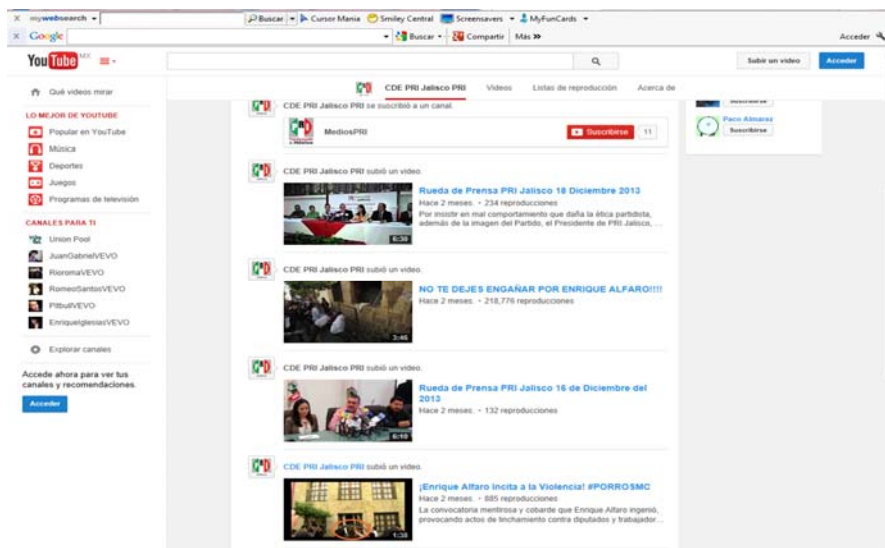 X mywebsearch Buscar Cursor Mania Smiley Central Screensavers MyFunCards
X Google Buscar Compartir Más »
Acceder
YouTube MX
Subir un video
Acceder
Qué videos mirar
LO MEJOR DE YOUTUBE
Popular en YouTube
Música
Deportes
Juegos
Programas de televisión
CANALES PARA TI
Union Pool
JuanGabrielVEVO
RioromaVEVO
RomeoSantosVEVO
PitbullVEVO
EnriqueIglesiasVEVO
Explorar canales
Accede ahora para ver tus
canales y recomendaciones.
Acceder
CDE PRI Jalisco PRI Videos Listas de reproducción Acerca de
CDE PRI Jalisco PRI se suscribió a un canal.
MediosPRI
Suscribirse 11
CDE PRI Jalisco PRI subió un video.
Rueda de Prensa PRI Jalisco 18 Diciembre 2013
Hace 2 meses • 234 reproducciones
Por insistir en mal comportamiento que daña la ética partidista,
además de la imagen del Partido, el Presidente de PRI Jalisco, ...
6:30
CDE PRI Jalisco PRI subió un video.
NO TE DEJES ENGAÑAR POR ENRIQUE ALFARO!!!!
Hace 2 meses • 218,776 reproducciones
3:46
CDE PRI Jalisco PRI subió un video.
Rueda de Prensa PRI Jalisco 16 de Diciembre del
2013
Hace 2 meses • 132 reproducciones
6:10
CDE PRI Jalisco PRI subió un video.
¡Enrique Alfaro Incita a la Violencia! #PORROSMC
Hace 2 meses • 885 reproducciones
La convocatoria mentirosa y cobarde que Enrique Alfaro ingenió,
provocando actos de linchamiento contra diputados y trabajador...
1:38
Suscribirse
Paco Almaraz
Suscribirse